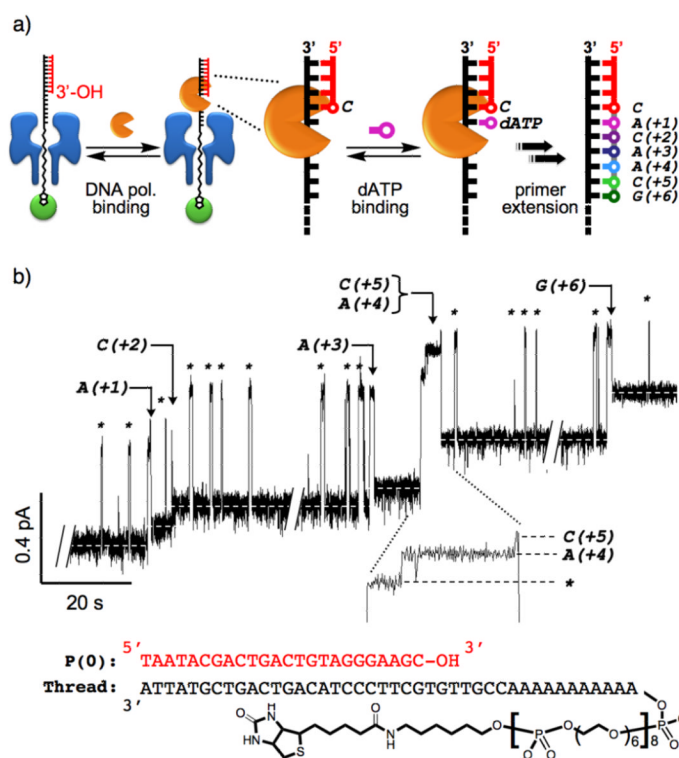 a)
3'
5'
3'
5'
3'
5'
3'-OH
C
C
dATP
C
A(+1)
C(+2)
A(+3)
A(+4)
C(+5)
G(+6)
DNA pol.
binding
dATP
binding
primer
extension
b)
C(+5)
A(+4)
G(+6)
*
*
*
*
*
*
C(+2)
A(+3)
*
*
*
*
*
*
*
A(+1)
*
*
*
0.4 pA
20 s
C(+5)
A(+4)
*
5' 3'
P(0): TAATACGACTGACTGTAGGGAAGC-OH
Thread: ATTATGCTGACTGACATCCCTTCGTGTTGCCAAAAAAAAAAA
3'
O
H
N
N
H
S
O
N
H
O
O
P
O
O
O
6
8
O
P
O